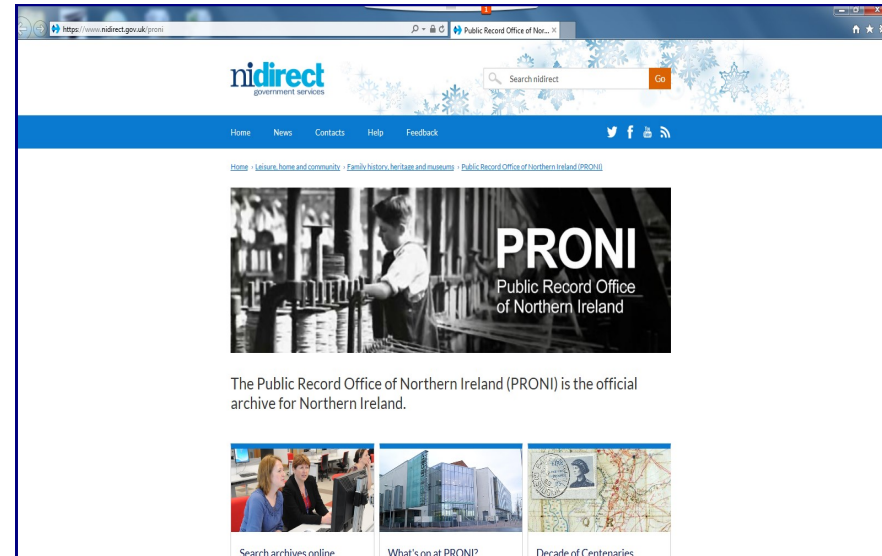 1
https://www.nidirect.gov.uk/proni
Public Record Office of Nor...
nidirect
government services
Search nidirect
Go
Home News Contacts Help Feedback
Home › Leisure, home and community › Family history, heritage and museums › Public Record Office of Northern Ireland (PRONI)
PRONI
Public Record Office
of Northern Ireland
The Public Record Office of Northern Ireland (PRONI) is the official
archive for Northern Ireland.
Search archives online What's on at PRONI? Decade of Centenaries